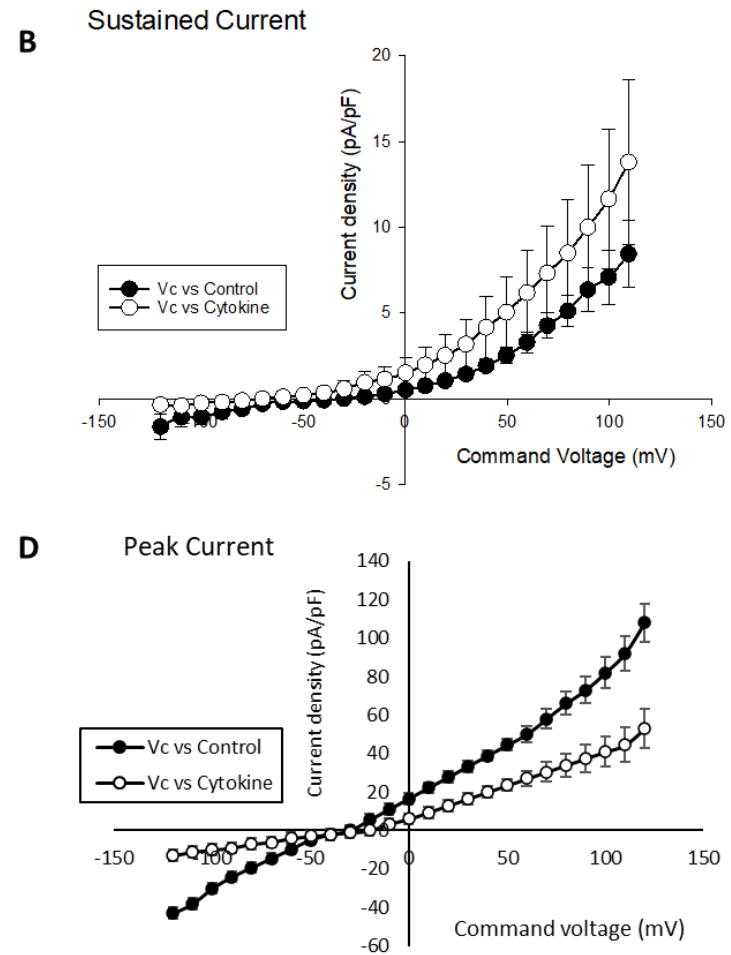 B
Sustained Current
20
15
10
5
-5
Current density (pA/pF)
Vc vs Control
Vc vs Cytokine
-150
-100
-50
0
50
100
150
Command Voltage (mV)
D
Peak Current
140
120
100
80
60
40
20
0
-20
-40
-60
Current density (pA/pF)
Vc vs Control
Vc vs Cytokine
-150
-100
-50
0
50
100
150
Command voltage (mV)